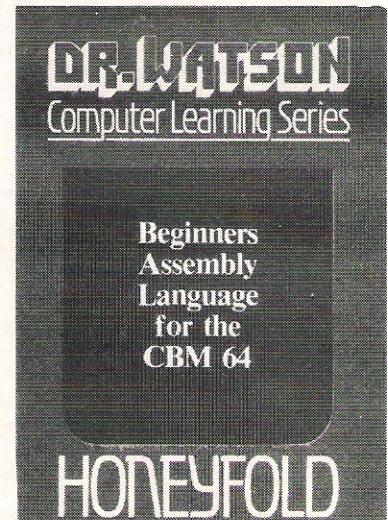 DR. WATSON
Computer Learning Series
Beginners
Assembly
Language
for the
CBM 64
HONEYFOLD